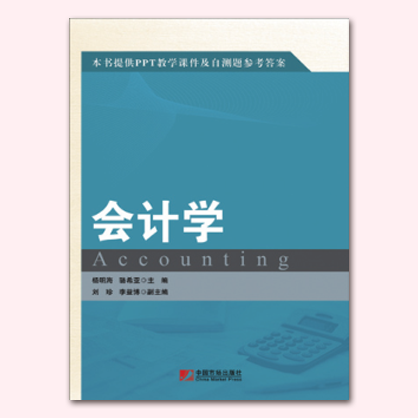 本书提供PPT教学课件及自测题参考答案
会计学
Accounting
杨明海 骆希亚◎主 编
刘 珍 李益博◎副主编
中国市场出版社
China Market Press